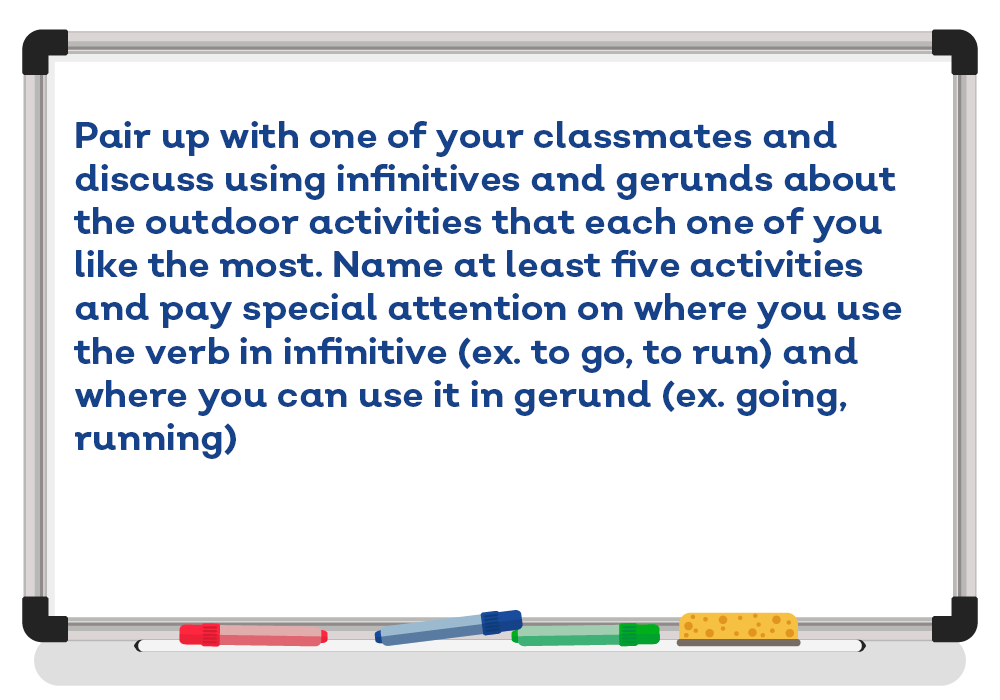 Pair up with one of your classmates and
discuss using infinitives and gerunds about
the outdoor activities that each one of you
like the most. Name at least five activities
and pay special attention on where you use
the verb in infinitive (ex. to go, to run) and
where you can use it in gerund (ex. going,
running)